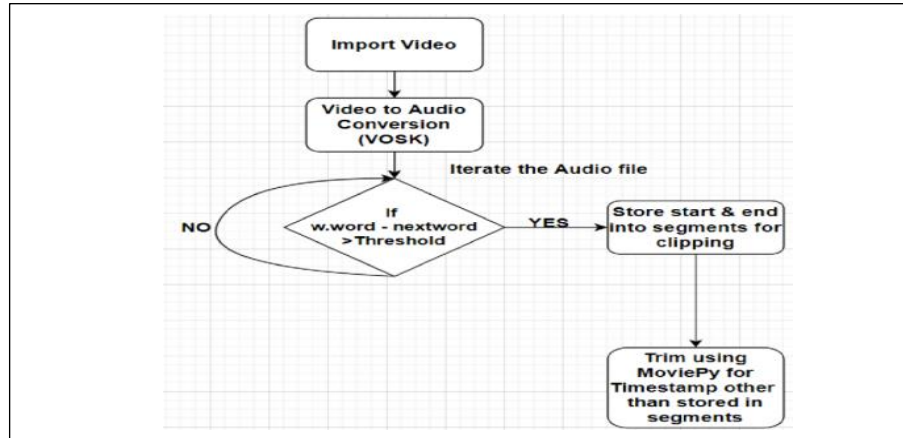 Import Video
Video to Audio
Conversion
(VOSK)
Iterate the Audio file
If
w.word - nextword
>Threshold
NO
YES
Store start & end
into segments for
clipping
Trim using
MoviePy for
Timestamp other
than stored in
segments